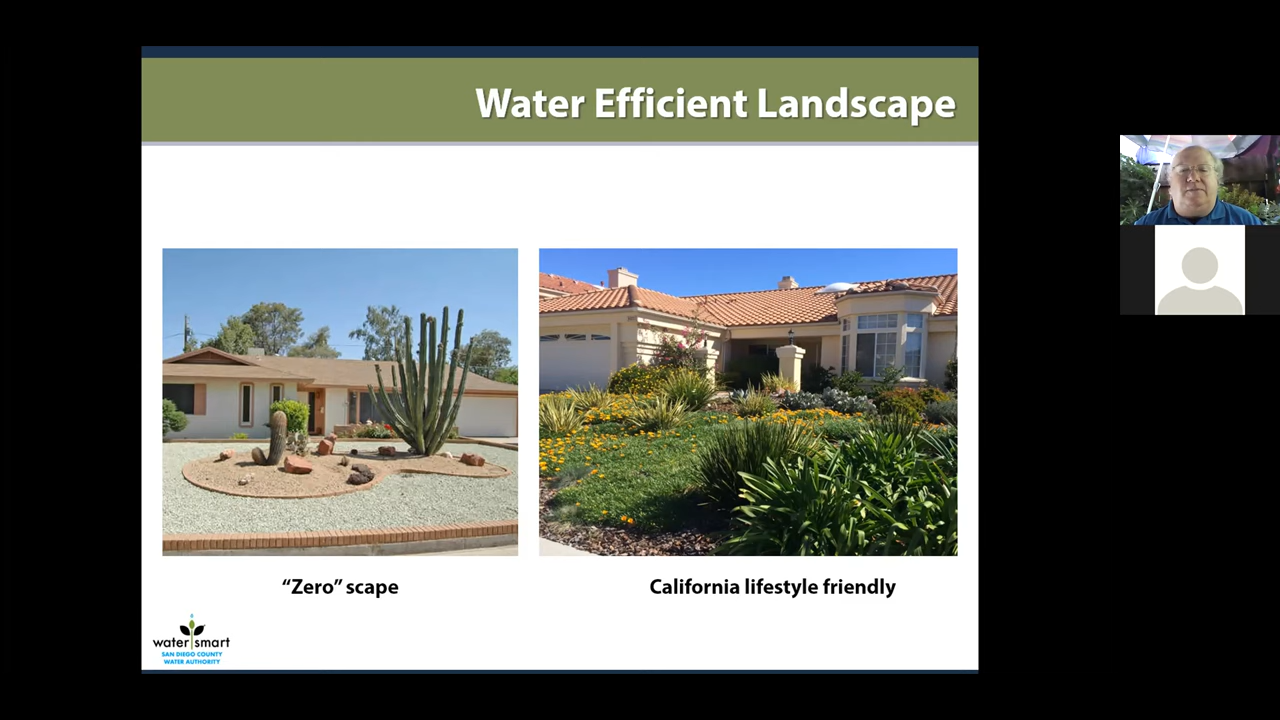 Water Efficient Landscape
“Zero” scape
California lifestyle friendly
water smart
SAN DIEGO COUNTY
WATER AUTHORITY